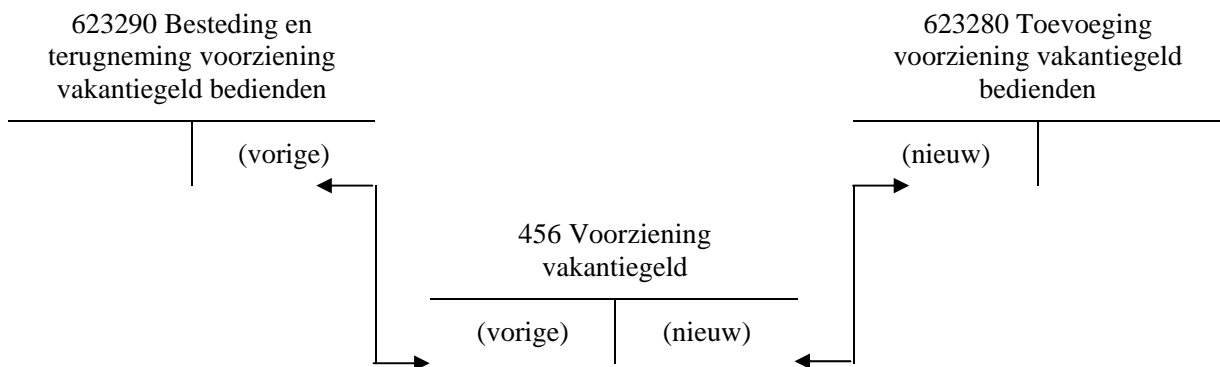 623290 Besteding en
terugneming voorziening
vakantiegeld bedienden
623280 Toevoeging
voorziening vakantiegeld
bedienden
(vorige)
(nieuw)
456 Voorziening
vakantiegeld
(vorige)
(nieuw)